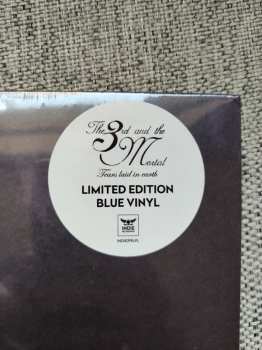 The 3rd and the
Mortal
Tears laid in earth
LIMITED EDITION
BLUE VINYL
INDIE